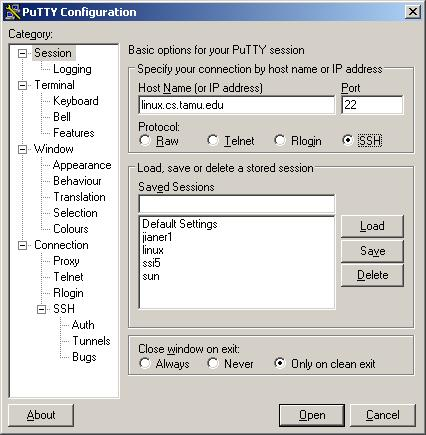 PuTTY Configuration
Category:
Session
Logging
Terminal
Keyboard
Bell
Features
Window
Appearance
Behaviour
Translation
Selection
Colours
Connection
Proxy
Telnet
Rlogin
SSH
Auth
Tunnels
Bugs
Basic options for your PuTTY session
Specify your connection by host name or IP address
Host Name (or IP address) Port
linux.cs.tamu.edu 22
Protocol:
Raw Telnet Rlogin SSH
Load, save or delete a stored session
Saved Sessions
Default Settings
jianer1
linux
ssi5
sun
Load
Save
Delete
Close window on exit:
Always Never Only on clean exit
About Open Cancel